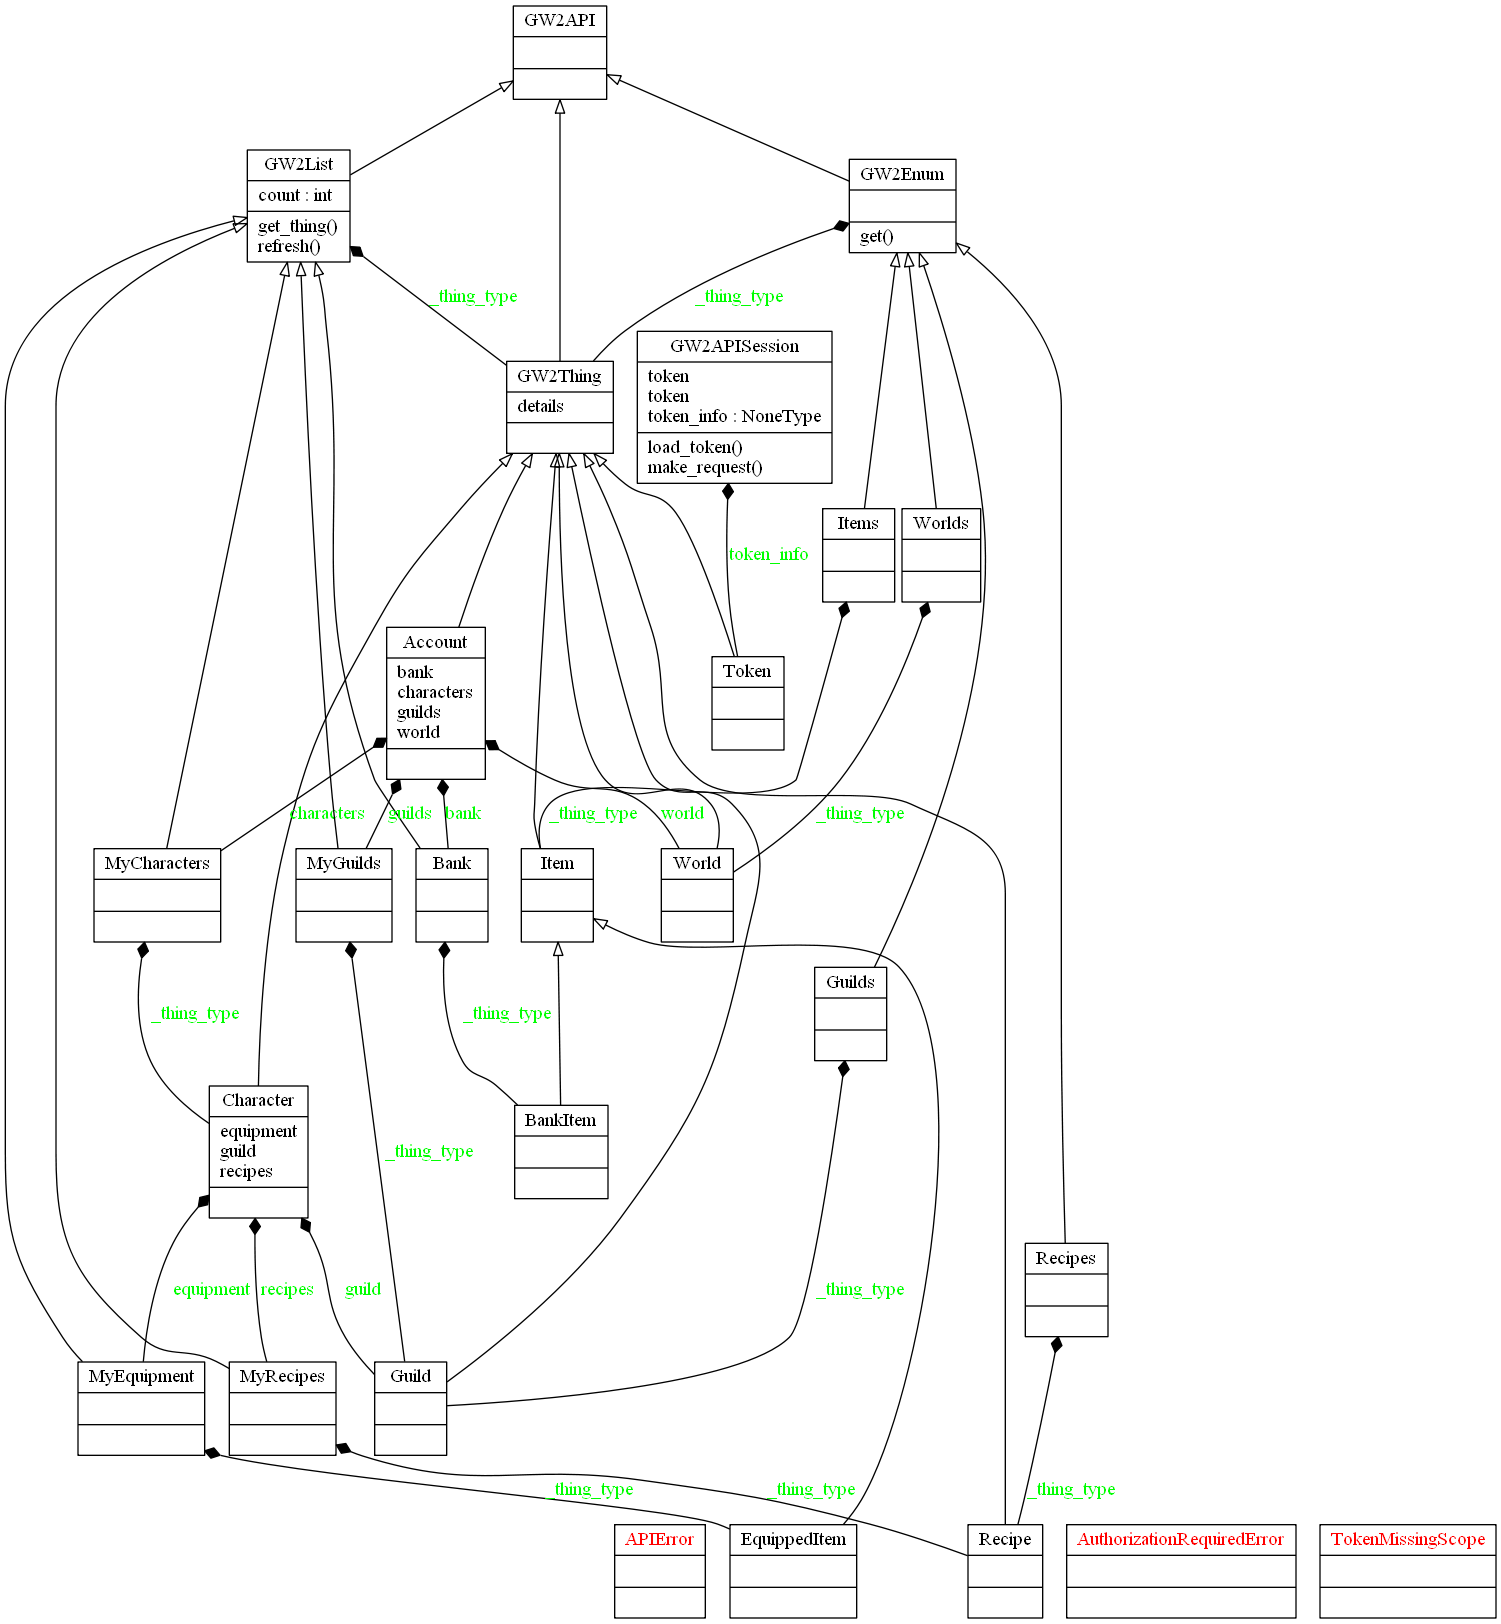 GW2API
GW2List
count : int
get_thing()
refresh()
GW2Enum
get()
_thing_type
_thing_type
GW2APISession
token
token
token_info : NoneType
load_token()
make_request()
GW2Thing
details
Items
Worlds
token_info
Account
bank
characters
guilds
world
Token
characters
guilds
bank
_thing_type
world
_thing_type
MyCharacters
MyGuilds
Bank
Item
World
Guilds
_thing_type
_thing_type
Character
equipment
guild
recipes
BankItem
_thing_type
Recipes
equipment
recipes
guild
_thing_type
MyEquipment
MyRecipes
Guild
_thing_type
_thing_type
_thing_type
APIError
EquippedItem
Recipe
AuthorizationRequiredError
TokenMissingScope